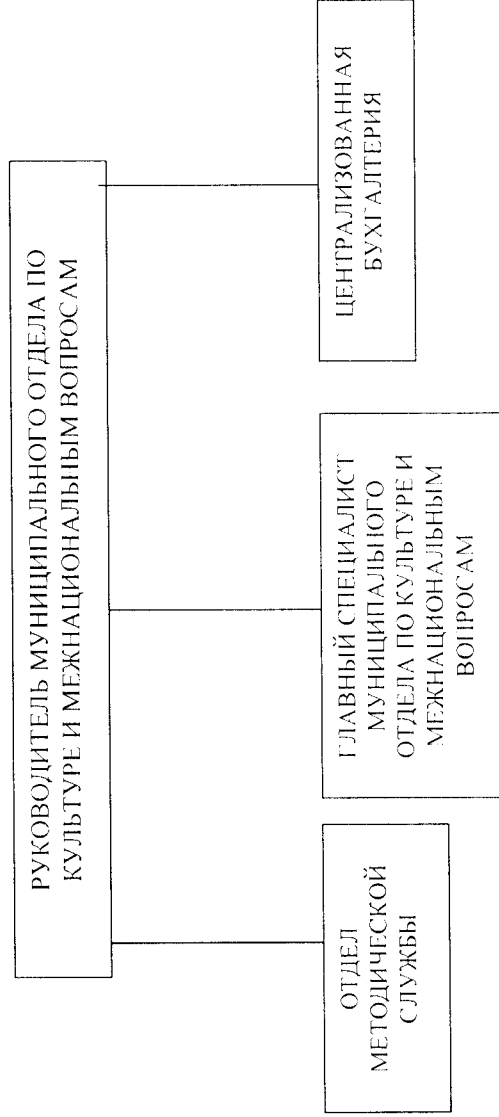 РУКОВОДИТЕЛЬ МУНИЦИПАЛЬНОГО ОТДЕЛА ПО
КУЛЬТУРЕ И МЕЖНАЦИОНАЛЬНЫМ ВОПРОСАМ
ОТДЕЛ
МЕТОДИЧЕСКОЙ
СЛУЖБЫ
ГЛАВНЫЙ СПЕЦИАЛИСТ
МУНИЦИПАЛЬНОГО
ОТДЕЛА ПО КУЛЬТУРЕ И
МЕЖНАЦИОНАЛЬНЫМ
ВОПРОСАМ
ЦЕНТРАЛИЗОВАННАЯ
БУХГАЛТЕРИЯ